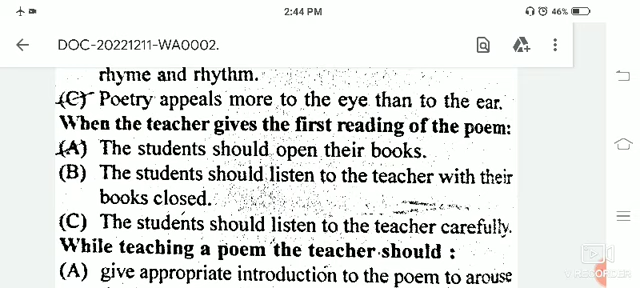 2:44 PM
46%
DOC-20221211-WA0002.
rhyme and rhythm.
(C) Poetry appeals more to the eye than to the ear.
When the teacher gives the first reading of the poem:
(A) The students should open their books.
(B) The students should listen to the teacher with their
books closed.
(C) The students should listen to the teacher carefully.
While teaching a poem the teacher should :
(A) give appropriate introduction to the poem to arouse